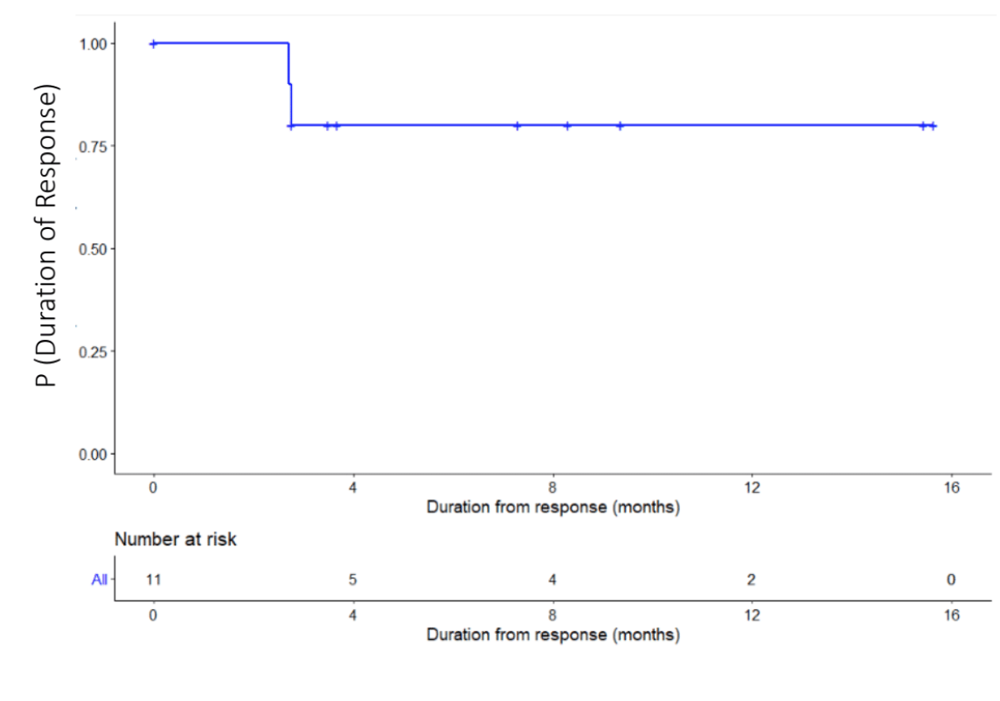 P (Duration of Response)
1.00
0.75
0.50
0.25
0.00
0 4 8 12 16
Duration from response (months)
Number at risk
All 11 5 4 2 0
0 4 8 12 16
Duration from response (months)